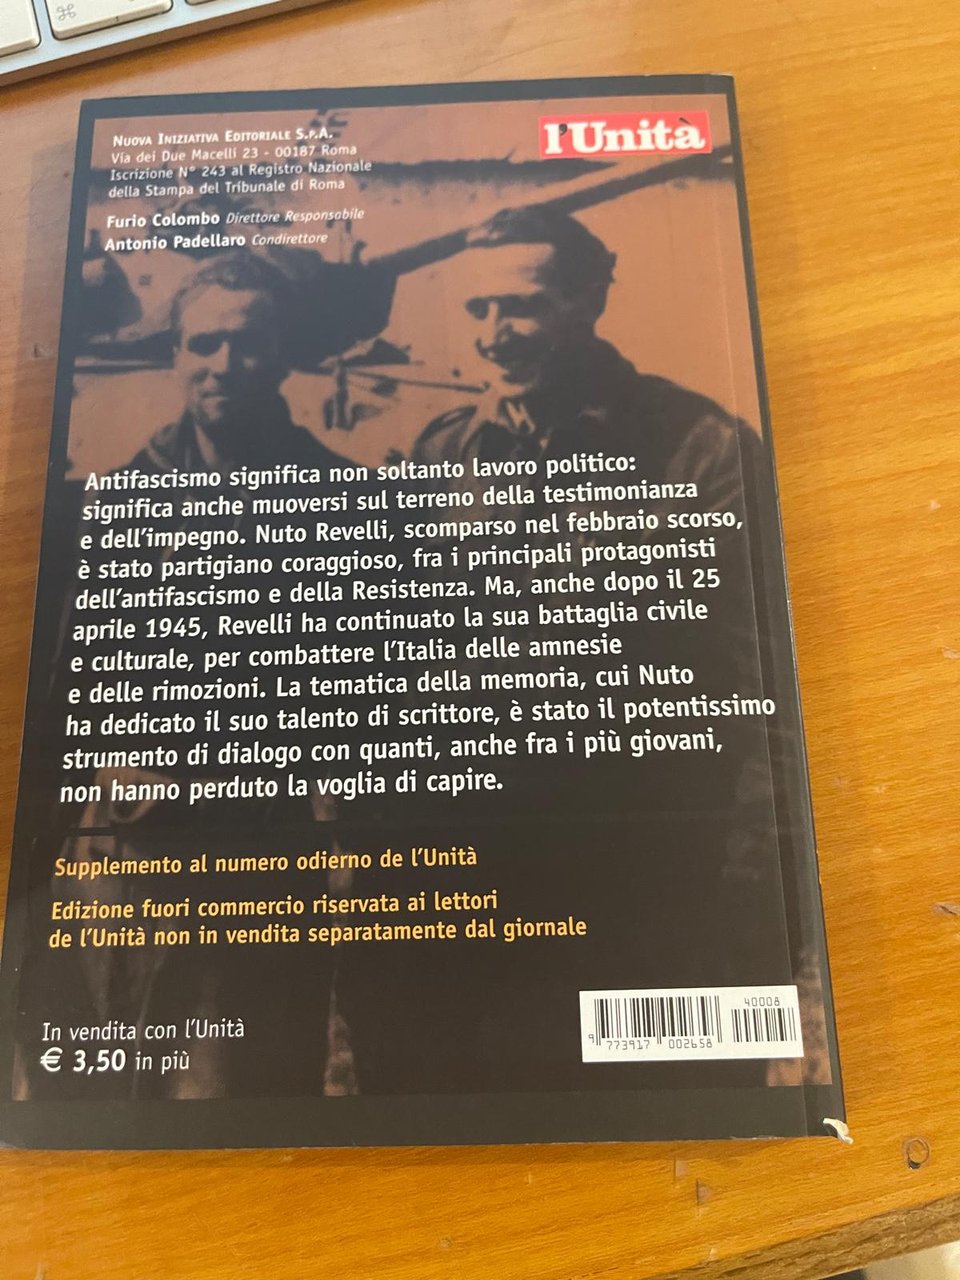 ⌘
NUOVA INIZIATIVA EDITORIALE S.P.A.
Via dei Due Macelli 23 - 00187 Roma
Iscrizione N° 243 al Registro Nazionale
della Stampa del Tribunale di Roma
Furio Colombo Direttore Responsabile
Antonio Padellaro Condirettore
l'Unità
Antifascismo significa non soltanto lavoro politico:
significa anche muoversi sul terreno della testimonianza
e dell'impegno. Nuto Revelli, scomparso nel febbraio scorso,
è stato partigiano coraggioso, fra i principali protagonisti
dell'antifascismo e della Resistenza. Ma, anche dopo il 25
aprile 1945, Revelli ha continuato la sua battaglia civile
e culturale, per combattere l'Italia delle amnesie
e delle rimozioni. La tematica della memoria, cui Nuto
ha dedicato il suo talento di scrittore, è stato il potentissimo
strumento di dialogo con quanti, anche fra i più giovani,
non hanno perduto la voglia di capire.
Supplemento al numero odierno de l'Unità
Edizione fuori commercio riservata ai lettori
de l'Unità non in vendita separatamente dal giornale
In vendita con l'Unità
€ 3,50 in più
40008
9 773917 002658